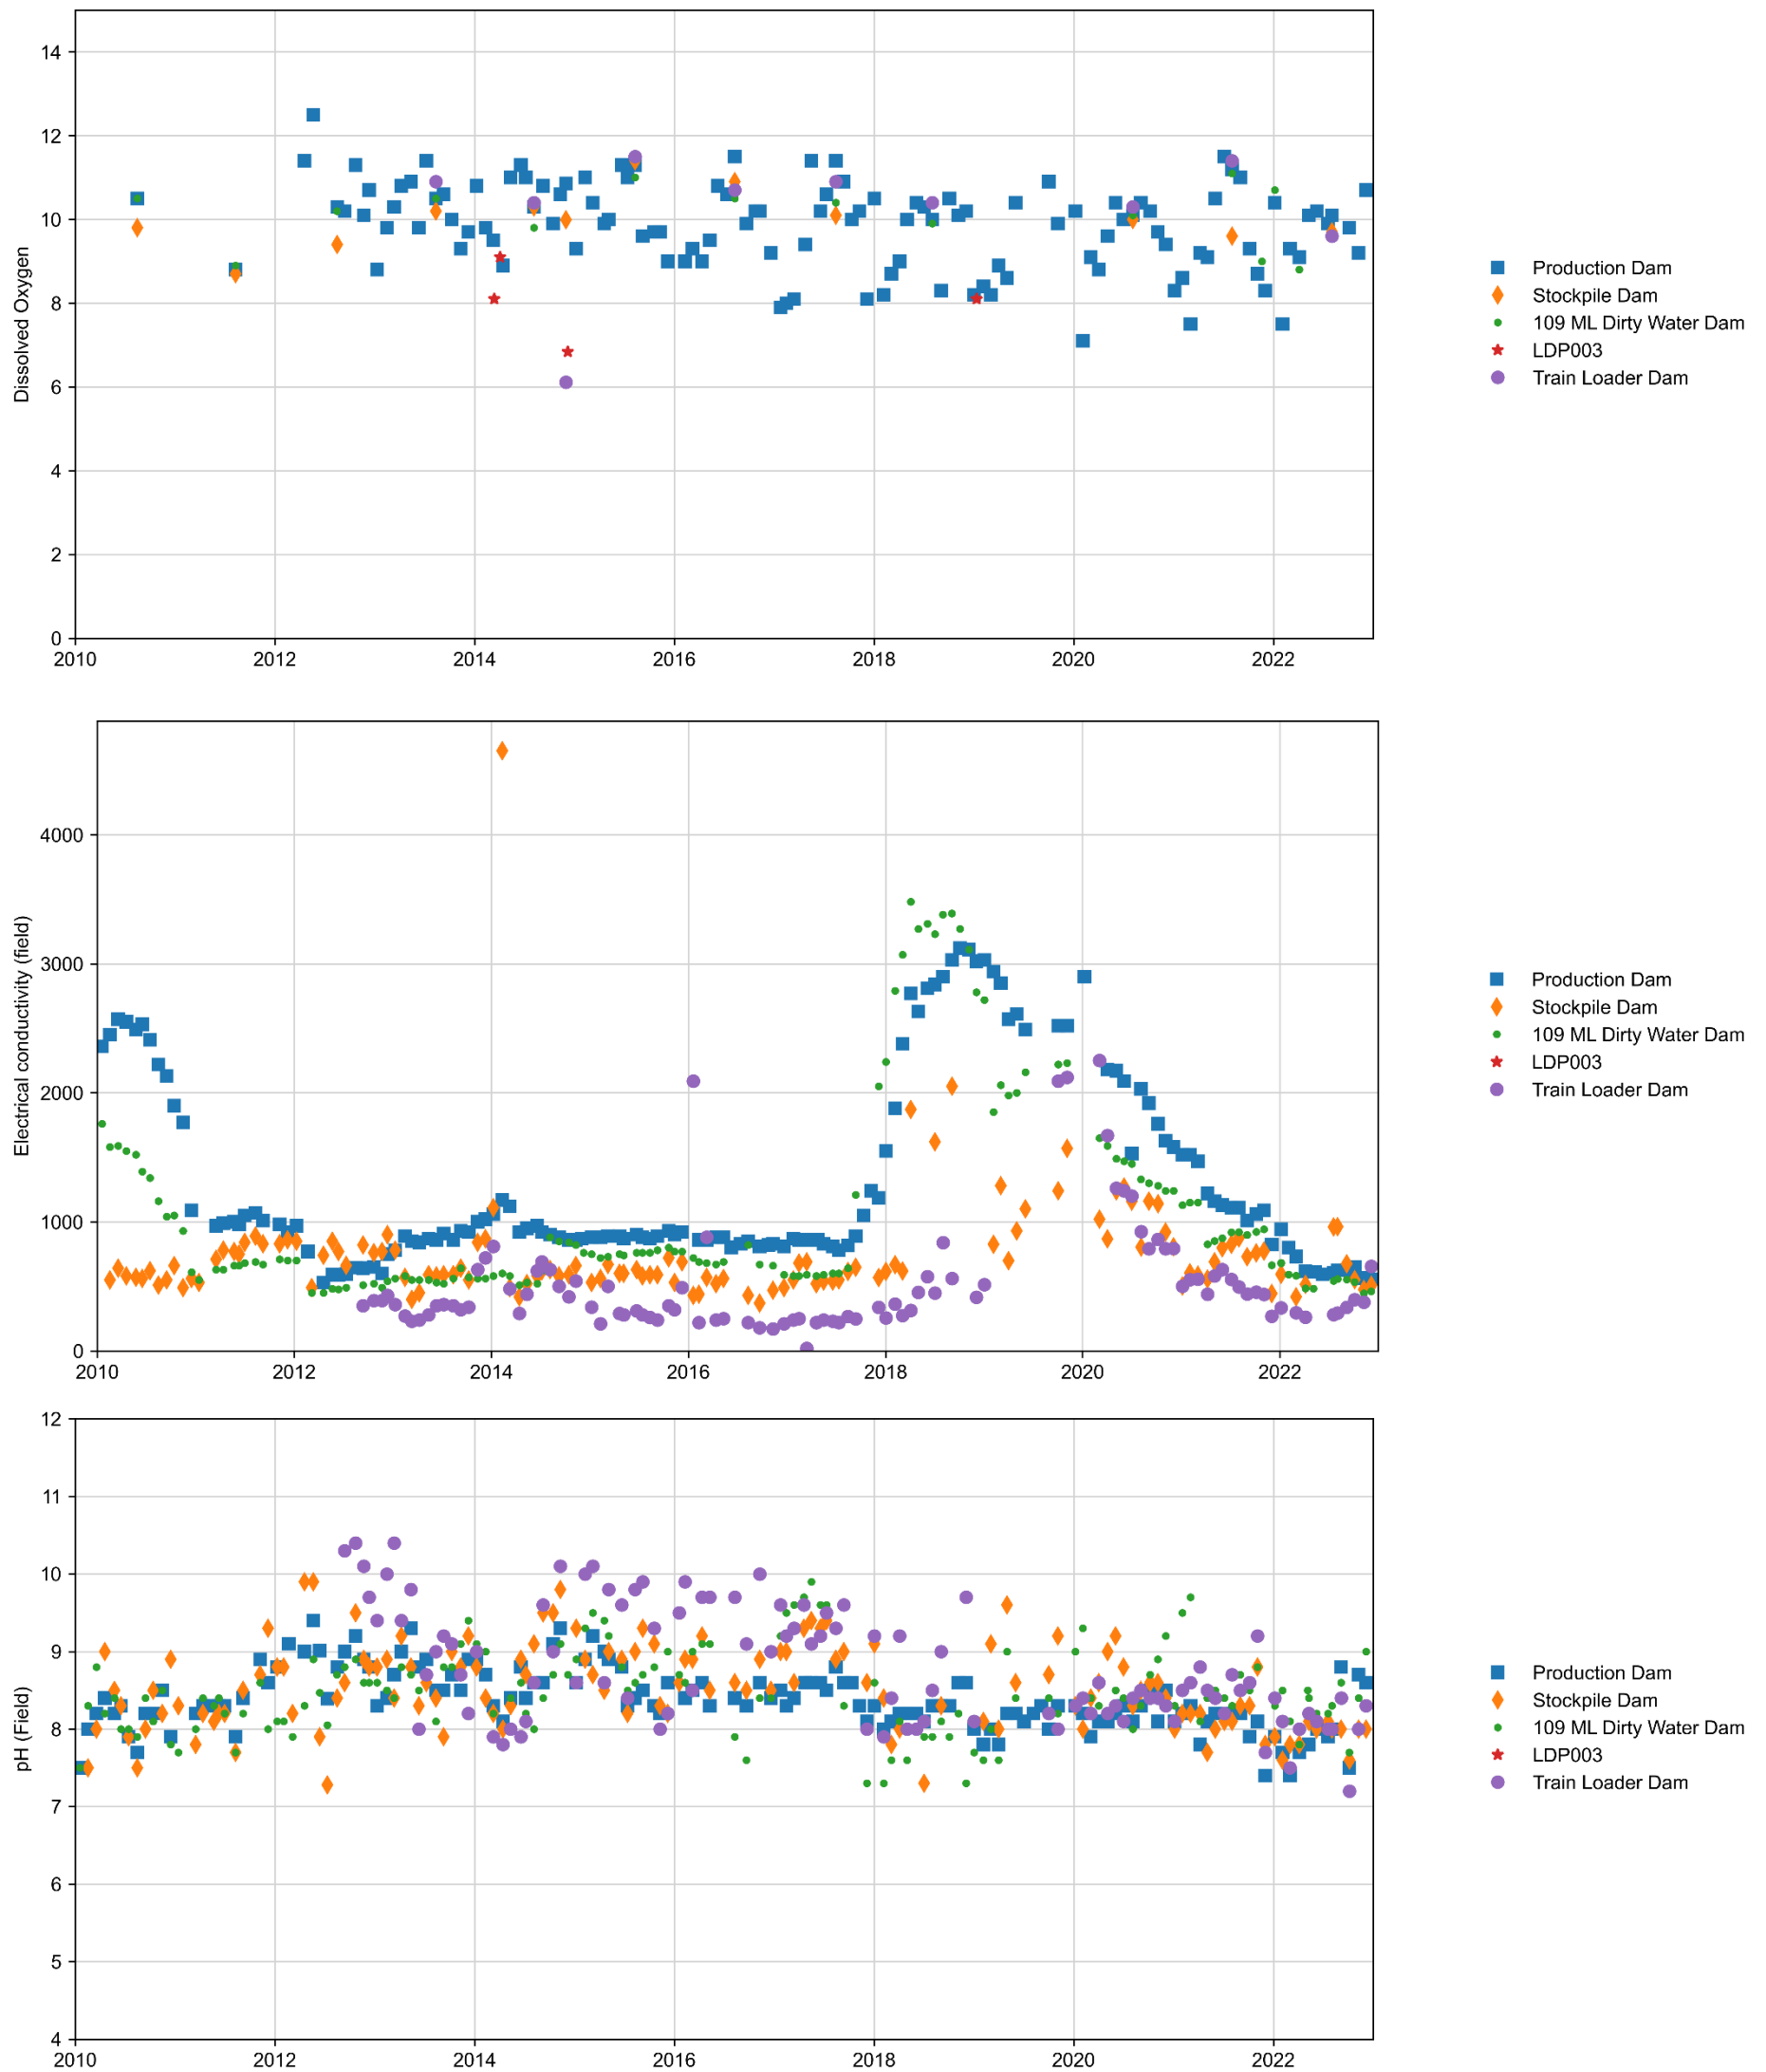 14
12
10
8
6
4
2
0
Dissolved Oxygen
2010 2012 2014 2016 2018 2020 2022
Production Dam
Stockpile Dam
109 ML Dirty Water Dam
LDP003
Train Loader Dam
4000
3000
2000
1000
0
Electrical conductivity (field)
2010 2012 2014 2016 2018 2020 2022
Production Dam
Stockpile Dam
109 ML Dirty Water Dam
LDP003
Train Loader Dam
12
11
10
9
8
7
6
5
4
pH (Field)
2010 2012 2014 2016 2018 2020 2022
Production Dam
Stockpile Dam
109 ML Dirty Water Dam
LDP003
Train Loader Dam